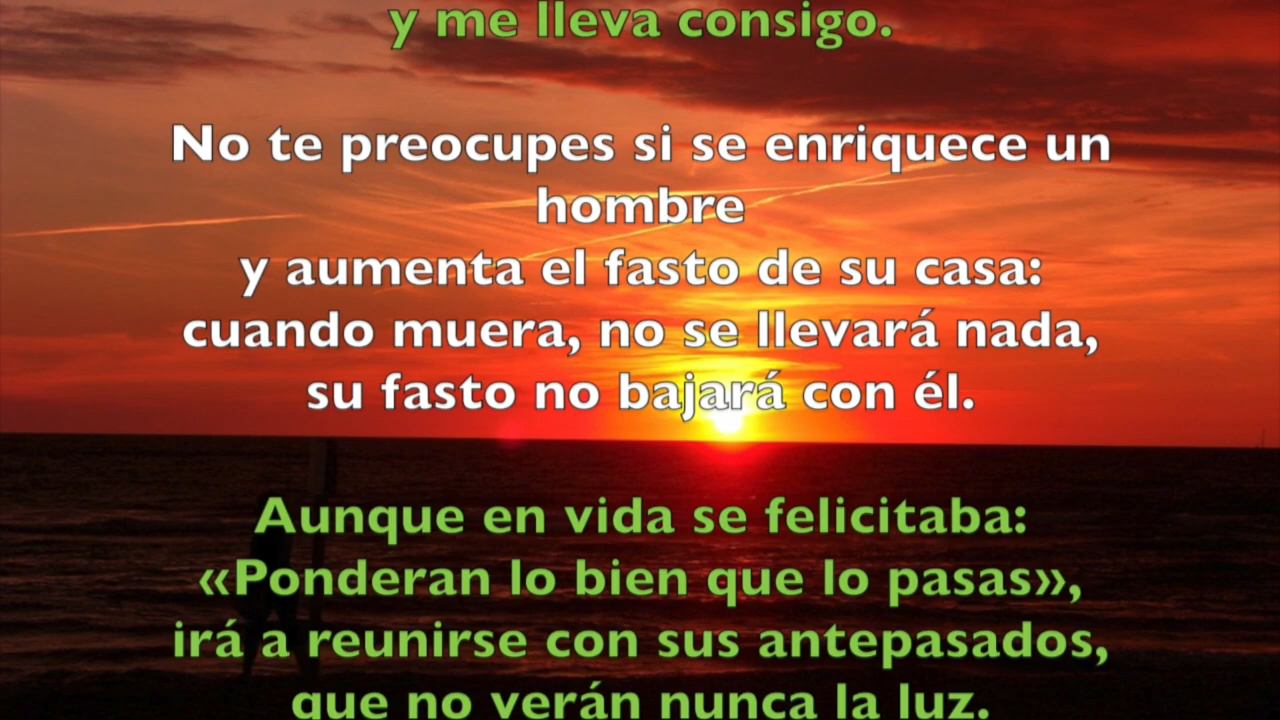 y me lleva consigo.
No te preocupes si se enriquece un
hombre
y aumenta el fasto de su casa:
cuando muera, no se llevará nada,
su fasto no bajará con él.
Aunque en vida se felicitaba:
«Ponderan lo bien que lo pasas»,
irá a reunirse con sus antepasados,
que no verán nunca la luz.